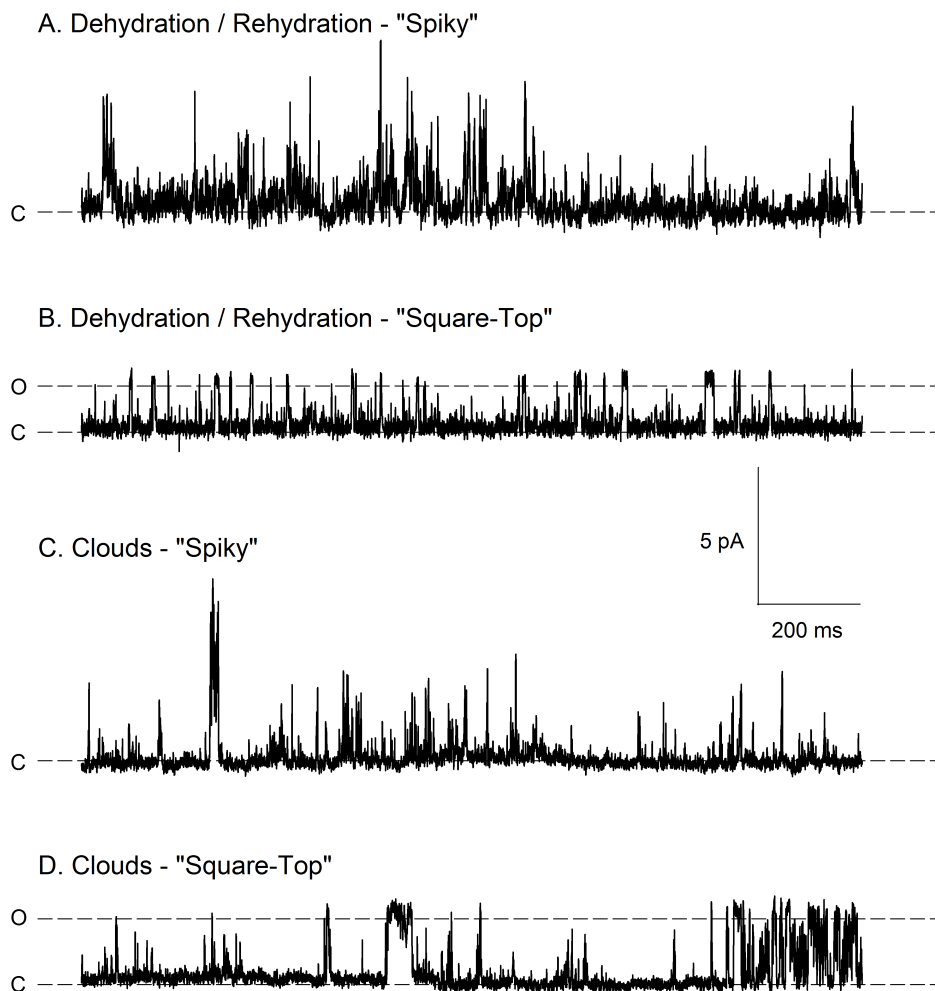 A. Dehydration / Rehydration - "Spiky"
C
B. Dehydration / Rehydration - "Square-Top"
O
C
5 pA
200 ms
C. Clouds - "Spiky"
C
D. Clouds - "Square-Top"
O
C